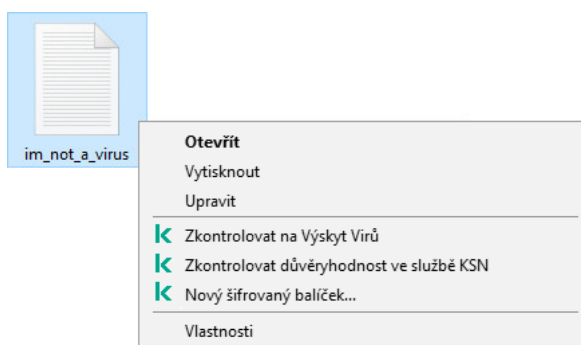 im_not_a_virus
Otevřít
Vytisknout
Upravit
Zkontrolovat na Výskyt Virů
Zkontrolovat důvěryhodnost ve službě KSN
Nový šifrovaný balíček...
Vlastnosti